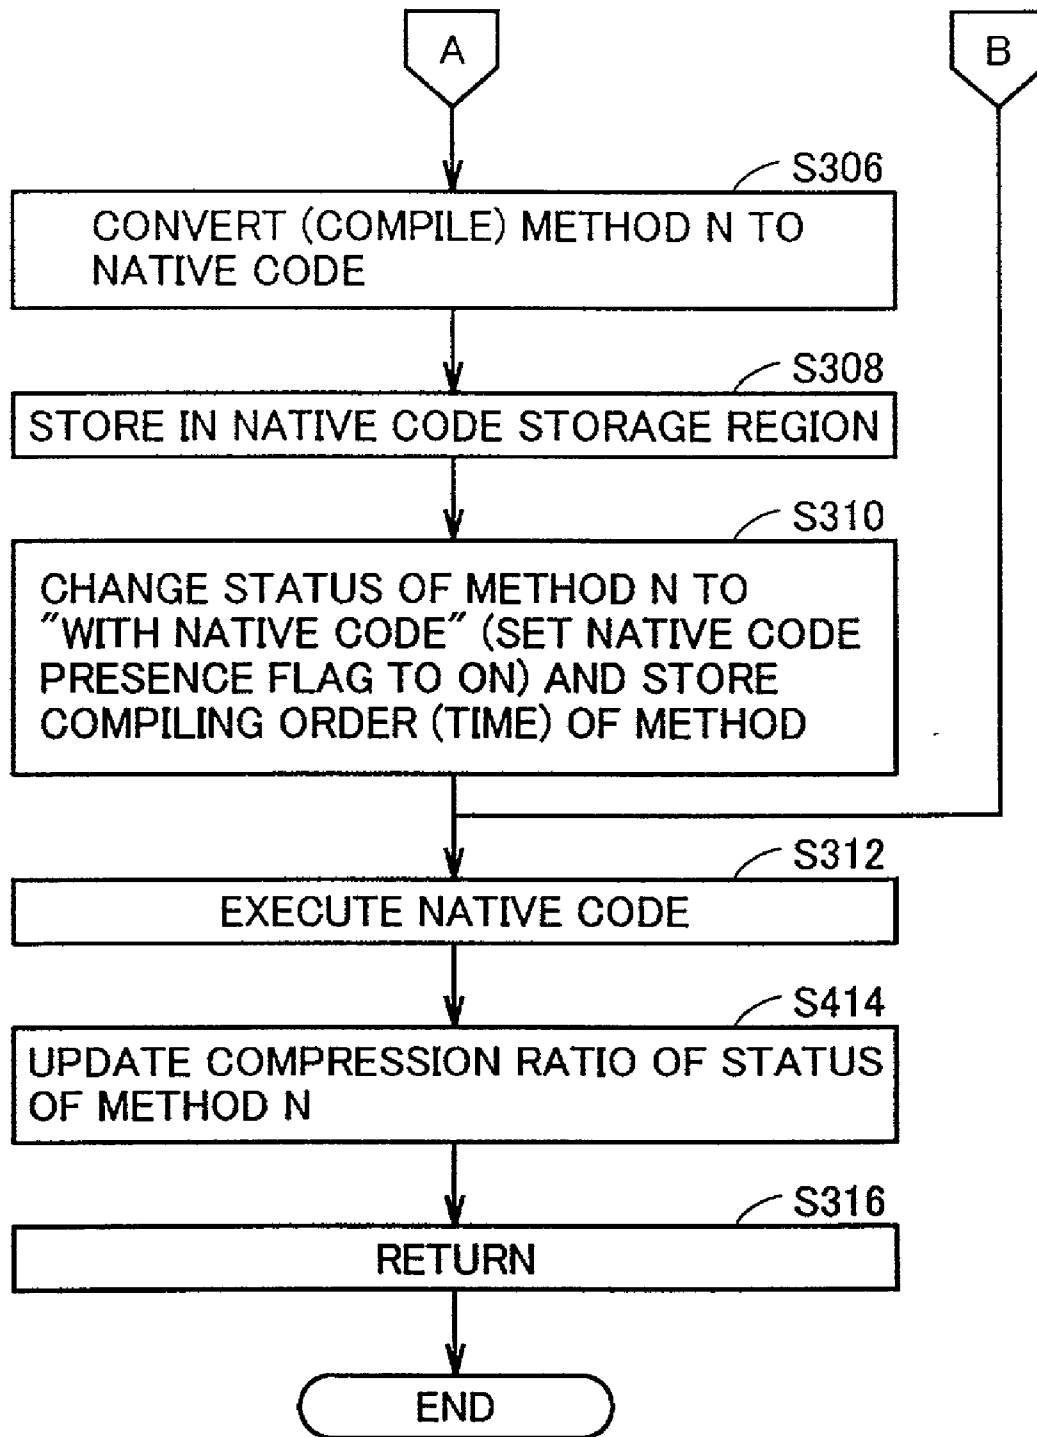 A
B
S306
CONVERT (COMPILE) METHOD N TO
NATIVE CODE
S308
STORE IN NATIVE CODE STORAGE REGION
S310
CHANGE STATUS OF METHOD N TO
"WITH NATIVE CODE" (SET NATIVE CODE
PRESENCE FLAG TO ON) AND STORE
COMPILING ORDER (TIME) OF METHOD
S312
EXECUTE NATIVE CODE
S414
UPDATE COMPRESSION RATIO OF STATUS
OF METHOD N
S316
RETURN
END